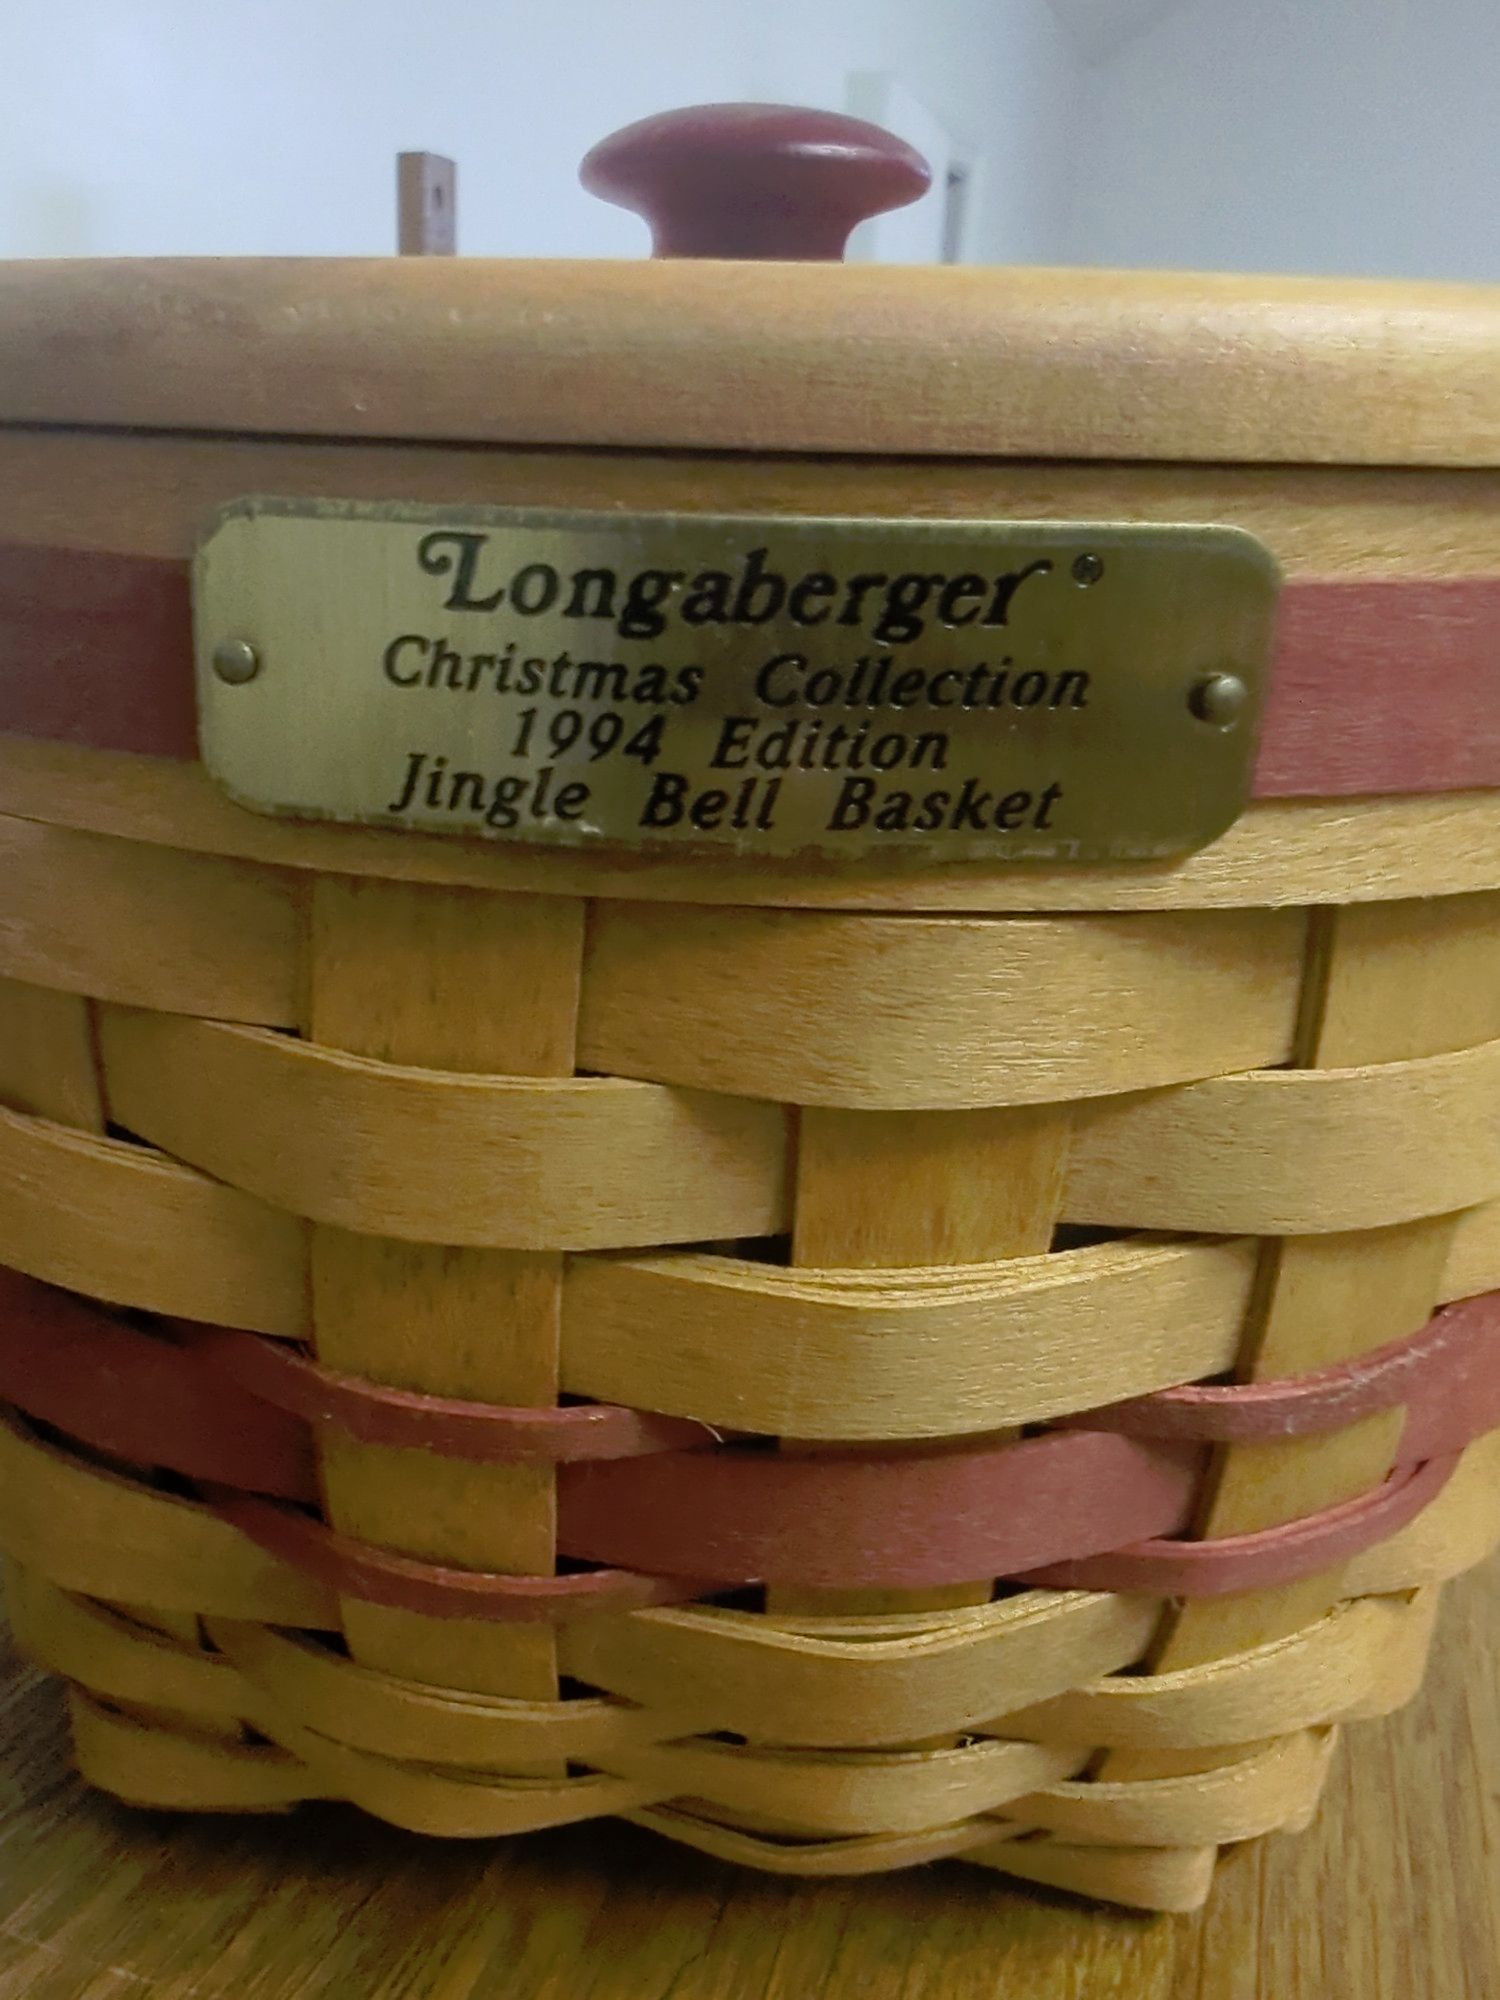 Longaberger®
Christmas Collection
1994 Edition
Jingle Bell Basket